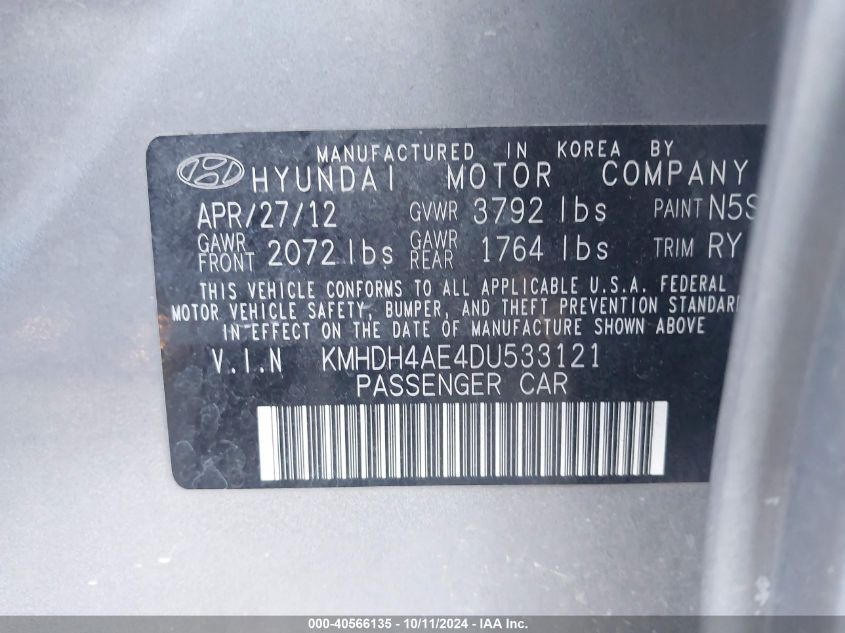 MANUFACTURED IN KOREA BY
HYUNDAI MOTOR COMPANY
APR/27/12 GVWR 3792 lbs PAINT N5S
GAWR FRONT 2072 lbs GAWR REAR 1764 lbs TRIM RY
THIS VEHICLE CONFORMS TO ALL APPLICABLE U.S.A. FEDERAL
MOTOR VEHICLE SAFETY, BUMPER, AND THEFT PREVENTION STANDAR
IN EFFECT ON THE DATE OF MANUFACTURE SHOWN ABOVE
V.I.N KMHDH4AE4DU533121
PASSENGER CAR
000-40566135 - 10/11/2024 - IAA Inc.